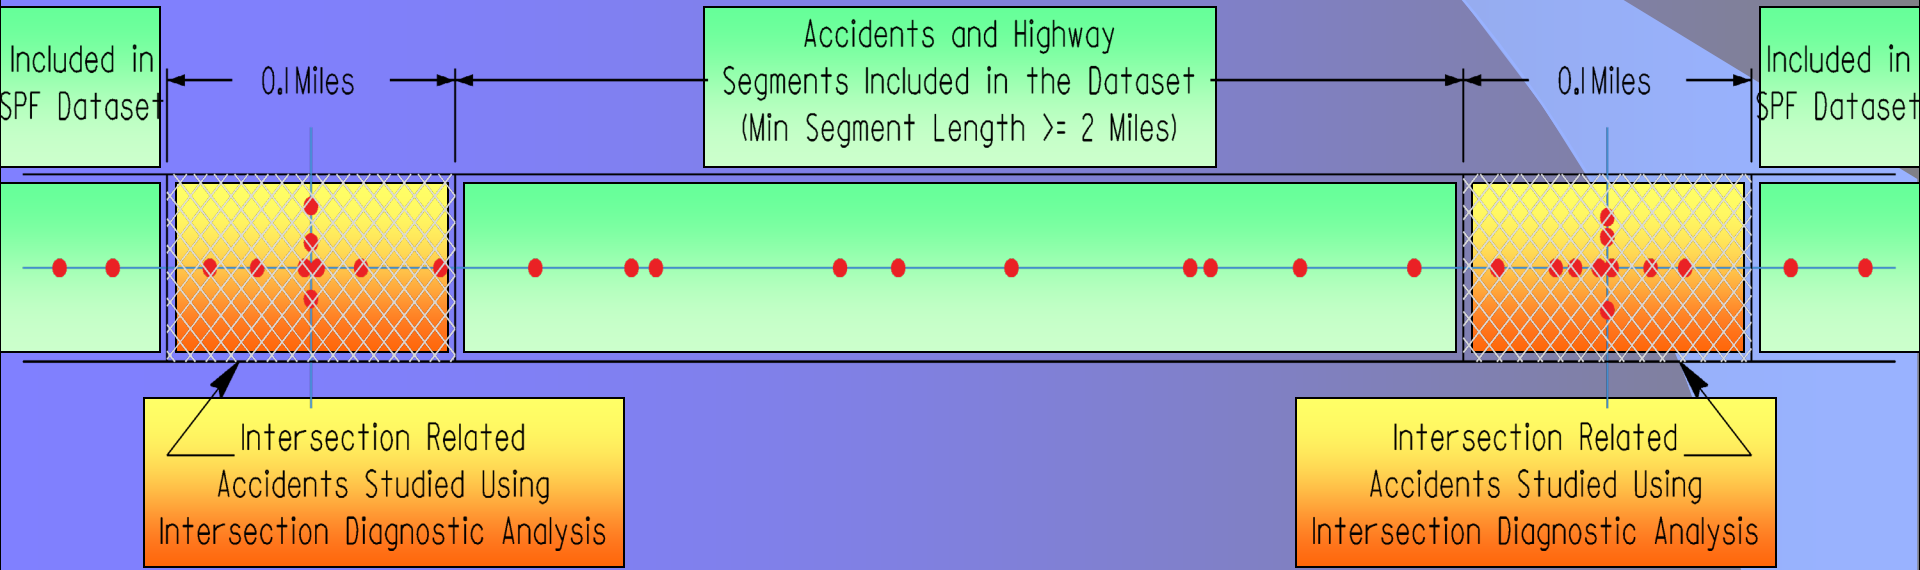 Included in
SPF Dataset
0.1 Miles
Accidents and Highway
Segments Included in the Dataset
(Min Segment Length >= 2 Miles)
0.1 Miles
Included in
SPF Dataset
Intersection Related
Accidents Studied Using
Intersection Diagnostic Analysis
Intersection Related
Accidents Studied Using
Intersection Diagnostic Analysis